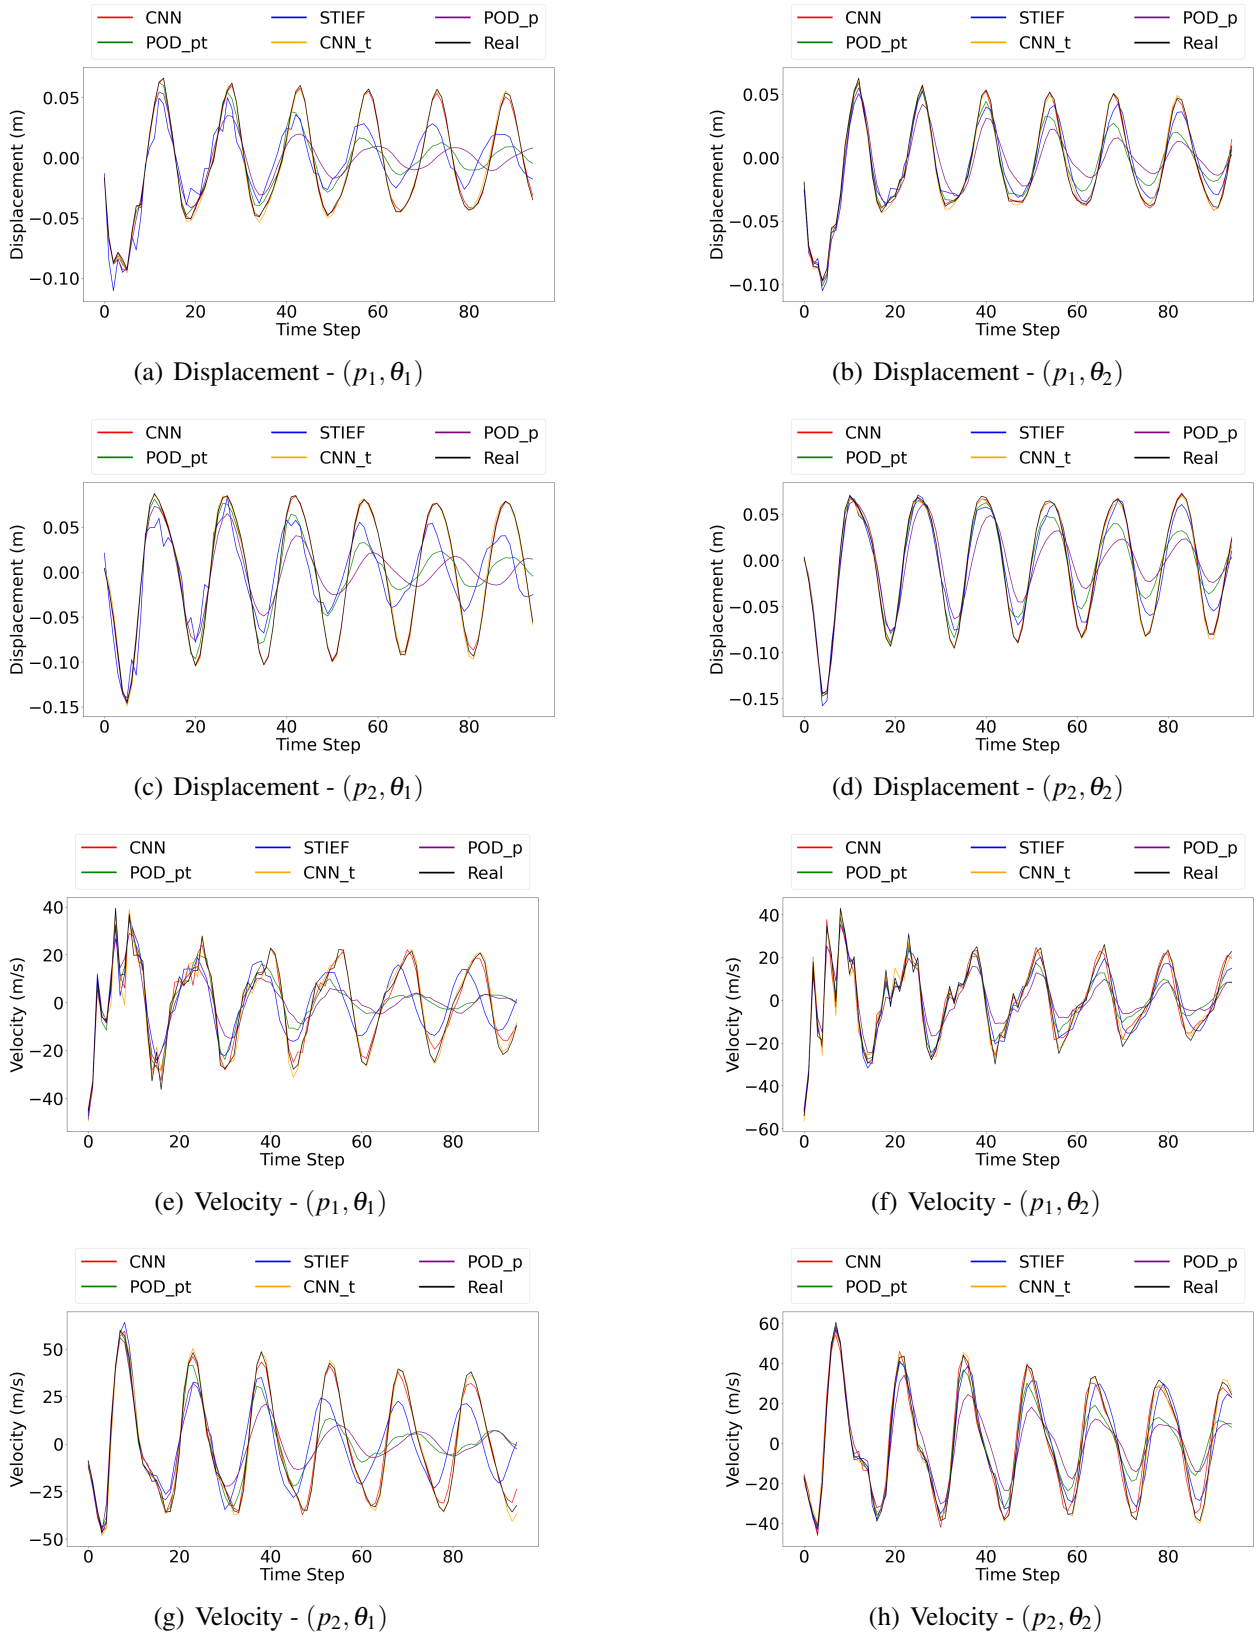 CNN STIEF POD_p
POD_pt CNN_t Real
0.05
0.00
−0.05
−0.10
0 20 40 60 80
Displacement (m)
Time Step
(a) Displacement - (p₁, θ₁)
CNN STIEF POD_p
POD_pt CNN_t Real
0.05
0.00
−0.05
−0.10
0 20 40 60 80
Displacement (m)
Time Step
(b) Displacement - (p₁, θ₂)
CNN STIEF POD_p
POD_pt CNN_t Real
0.05
0.00
−0.05
−0.10
−0.15
0 20 40 60 80
Displacement (m)
Time Step
(c) Displacement - (p₂, θ₁)
CNN STIEF POD_p
POD_pt CNN_t Real
0.05
0.00
−0.05
−0.10
−0.15
0 20 40 60 80
Displacement (m)
Time Step
(d) Displacement - (p₂, θ₂)
CNN STIEF POD_p
POD_pt CNN_t Real
40
20
0
−20
−40
0 20 40 60 80
Velocity (m/s)
Time Step
(e) Velocity - (p₁, θ₁)
CNN STIEF POD_p
POD_pt CNN_t Real
40
20
0
−20
−40
−60
0 20 40 60 80
Velocity (m/s)
Time Step
(f) Velocity - (p₁, θ₂)
CNN STIEF POD_p
POD_pt CNN_t Real
50
25
0
−25
−50
0 20 40 60 80
Velocity (m/s)
Time Step
(g) Velocity - (p₂, θ₁)
CNN STIEF POD_p
POD_pt CNN_t Real
60
40
20
0
−20
−40
0 20 40 60 80
Velocity (m/s)
Time Step
(h) Velocity - (p₂, θ₂)